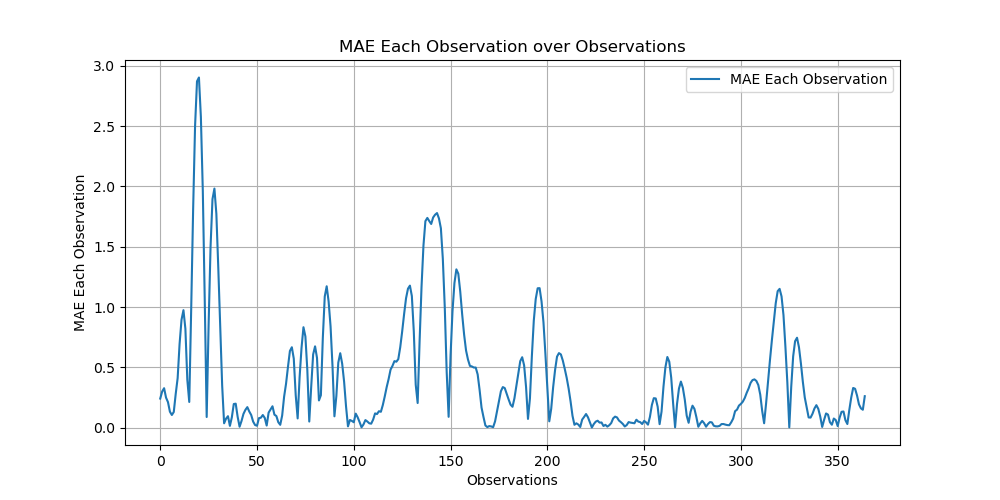 MAE Each Observation over Observations
MAE Each Observation
3.0
2.5
2.0
1.5
1.0
0.5
0.0
MAE Each Observation
0 50 100 150 200 250 300 350
Observations